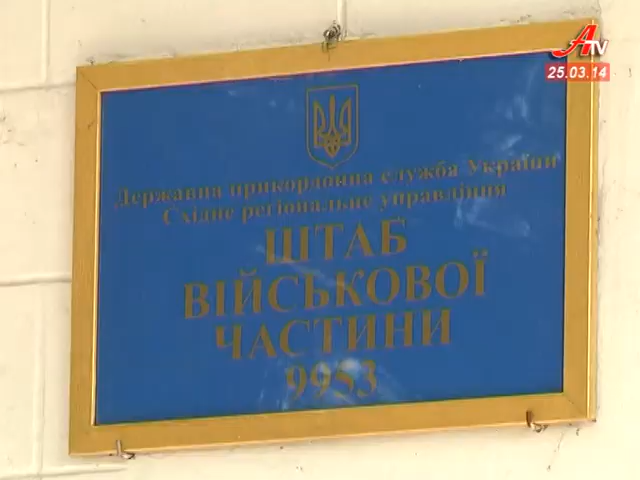 ATV
25.03.14
Державна прикордонна служба України
Східне регіональне управління
ШТАБ
ВІЙСЬКОВОЇ
ЧАСТИНИ
9953